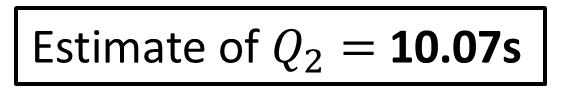 Estimate of Q₂ = 10.07s